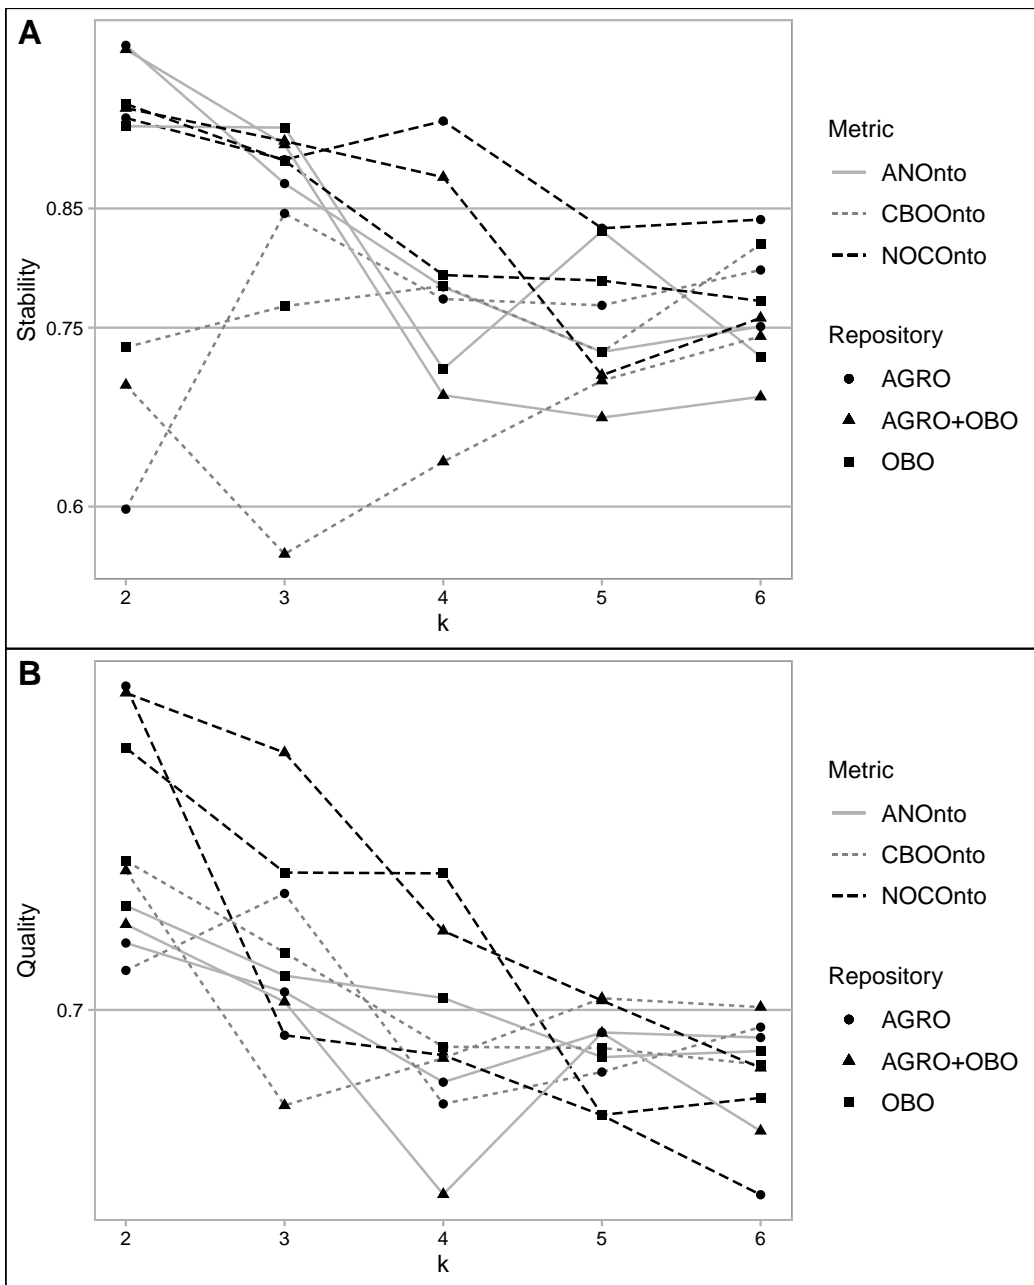 A
Stability
0.85
0.75
0.6
2 3 4 5 6
k
Metric
ANOnto
CBOOnto
NOCOnto
Repository
AGRO
AGRO+OBO
OBO
B
Quality
0.7
2 3 4 5 6
k
Metric
ANOnto
CBOOnto
NOCOnto
Repository
AGRO
AGRO+OBO
OBO